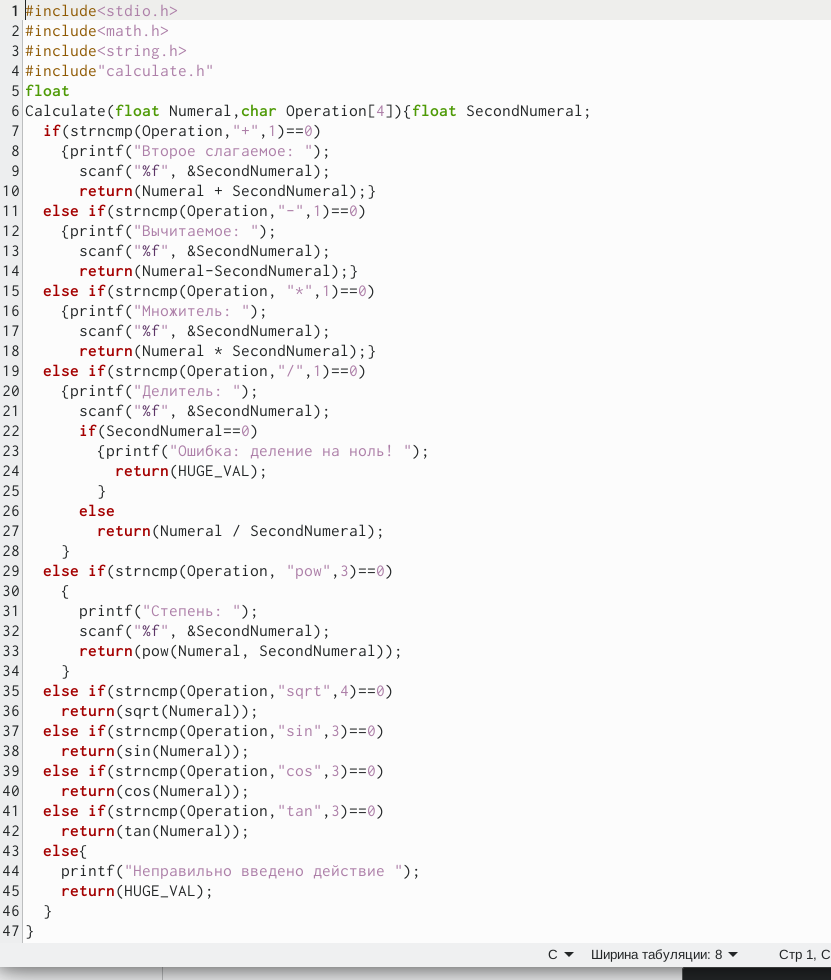 1 #include<stdio.h>
2 #include<math.h>
3 #include<string.h>
4 #include"calculate.h"
5 float
6 Calculate(float Numeral,char Operation[4]){float SecondNumeral;
7   if(strncmp(Operation,"+",1)==0)
8     {printf("Второе слагаемое: ");
9       scanf("%f", &SecondNumeral);
10       return(Numeral + SecondNumeral);}
11   else if(strncmp(Operation,"-",1)==0)
12     {printf("Вычитаемое: ");
13       scanf("%f", &SecondNumeral);
14       return(Numeral-SecondNumeral);}
15   else if(strncmp(Operation, "*",1)==0)
16     {printf("Множитель: ");
17       scanf("%f", &SecondNumeral);
18       return(Numeral * SecondNumeral);}
19   else if(strncmp(Operation,"/",1)==0)
20     {printf("Делитель: ");
21       scanf("%f", &SecondNumeral);
22       if(SecondNumeral==0)
23         {printf("Ошибка: деление на ноль! ");
24           return(HUGE_VAL);
25         }
26       else
27         return(Numeral / SecondNumeral);
28     }
29   else if(strncmp(Operation, "pow",3)==0)
30     {
31       printf("Степень: ");
32       scanf("%f", &SecondNumeral);
33       return(pow(Numeral, SecondNumeral));
34     }
35   else if(strncmp(Operation,"sqrt",4)==0)
36     return(sqrt(Numeral));
37   else if(strncmp(Operation,"sin",3)==0)
38     return(sin(Numeral));
39   else if(strncmp(Operation,"cos",3)==0)
40     return(cos(Numeral));
41   else if(strncmp(Operation,"tan",3)==0)
42     return(tan(Numeral));
43   else{
44     printf("Неправильно введено действие ");
45     return(HUGE_VAL);
46   }
47 }
C Ширина табуляции: 8 Стр 1, С